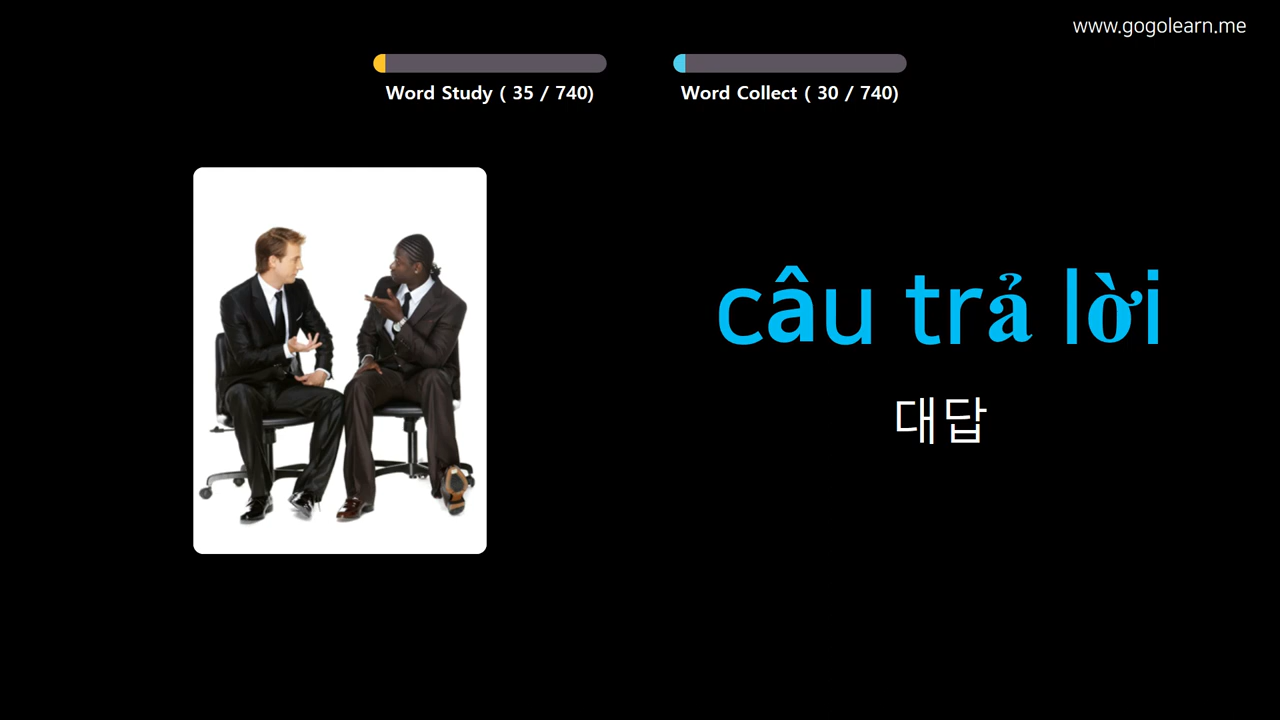 www.gogolearn.me
Word Study ( 35 / 740)
Word Collect ( 30 / 740)
câu trả lời
대답